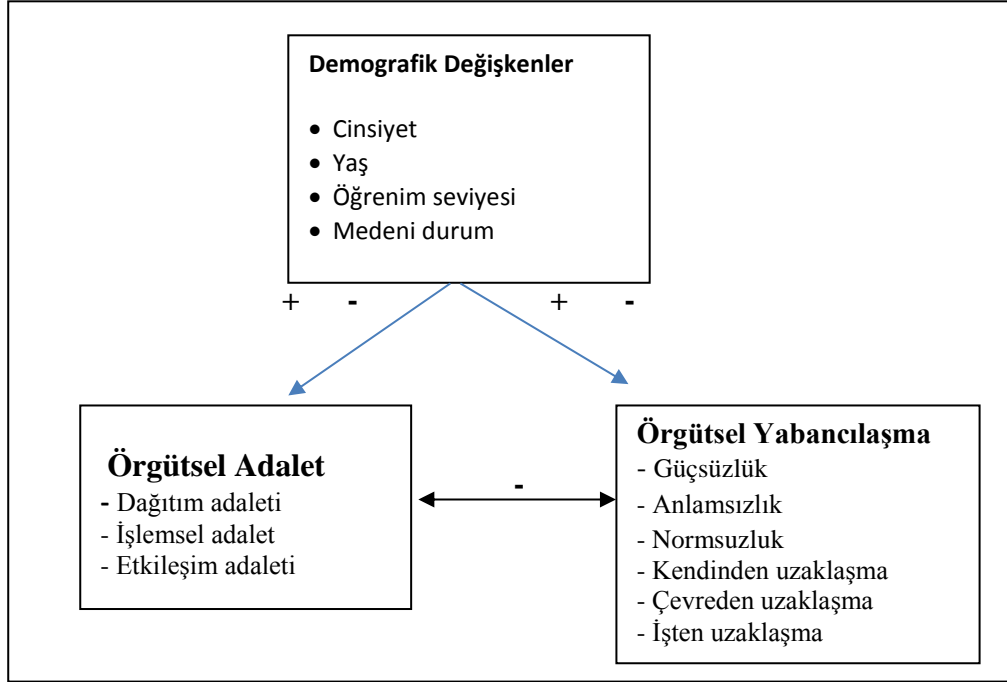 Demografik Değişkenler
• Cinsiyet
• Yaş
• Öğrenim seviyesi
• Medeni durum
+ - + -
Örgütsel Adalet
- Dağıtım adaleti
- İşlemsel adalet
- Etkileşim adaleti
-
Örgütsel Yabancılaşma
- Güçsüzlük
- Anlamsızlık
- Normsuzluk
- Kendinden uzaklaşma
- Çevreden uzaklaşma
- İşten uzaklaşma